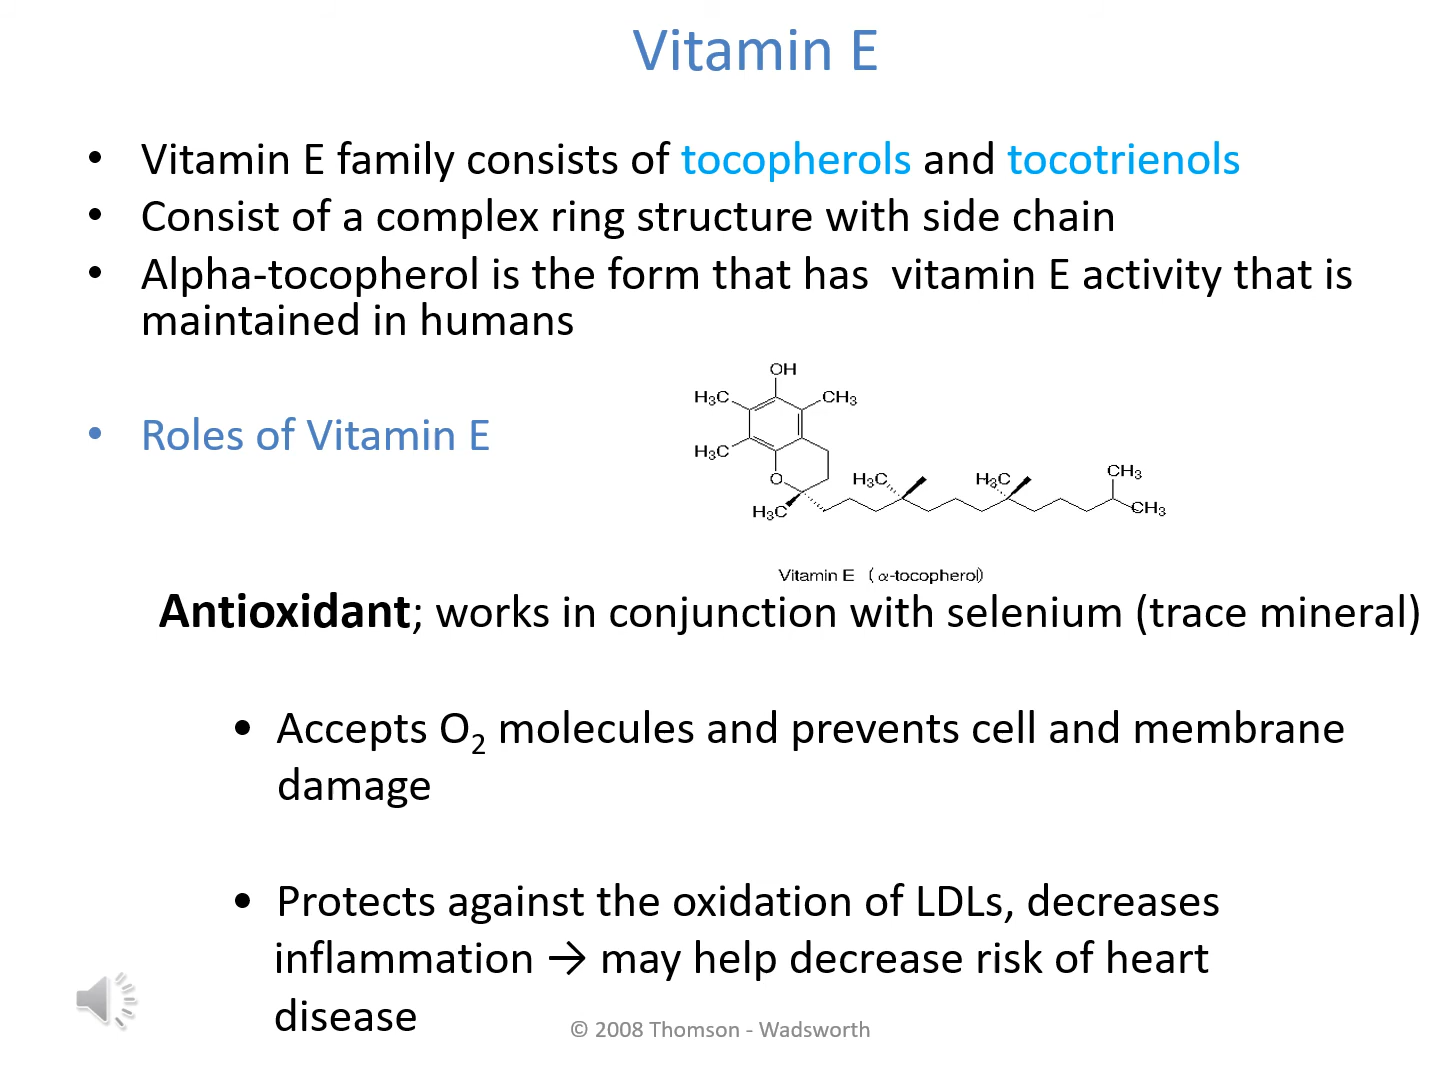 Vitamin E
• Vitamin E family consists of tocopherols and tocotrienols
• Consist of a complex ring structure with side chain
• Alpha-tocopherol is the form that has  vitamin E activity that is
maintained in humans
• Roles of Vitamin E
OH
H₃C CH₃
H₃C
O H₃C H₃C CH₃
H₃C CH₃
Vitamin E ( α-tocopherol)
Antioxidant; works in conjunction with selenium (trace mineral)
• Accepts O₂ molecules and prevents cell and membrane
damage
• Protects against the oxidation of LDLs, decreases
inflammation → may help decrease risk of heart
disease
© 2008 Thomson - Wadsworth